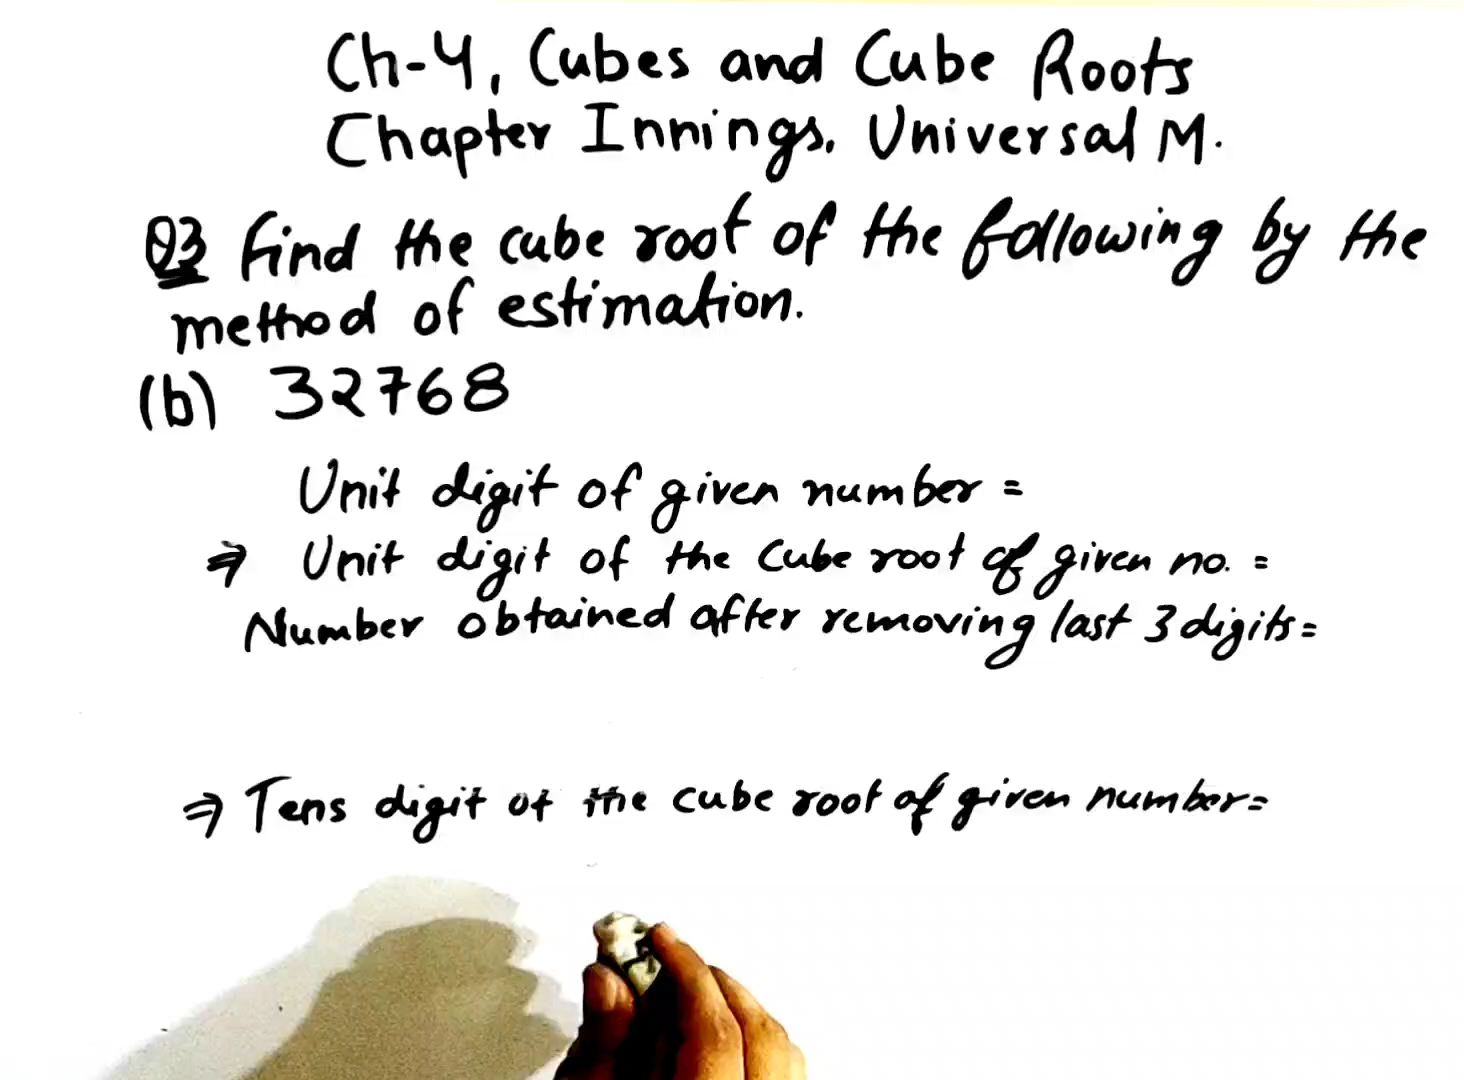 Ch-4, Cubes and Cube Roots
Chapter Innings. Universal M.
Q3 find the cube root of the following by the
method of estimation.
(b) 32768
Unit digit of given number =
⇒ Unit digit of the Cube root of given no. =
Number obtained after removing last 3 digits=
⇒ Tens digit of the cube root of given number=